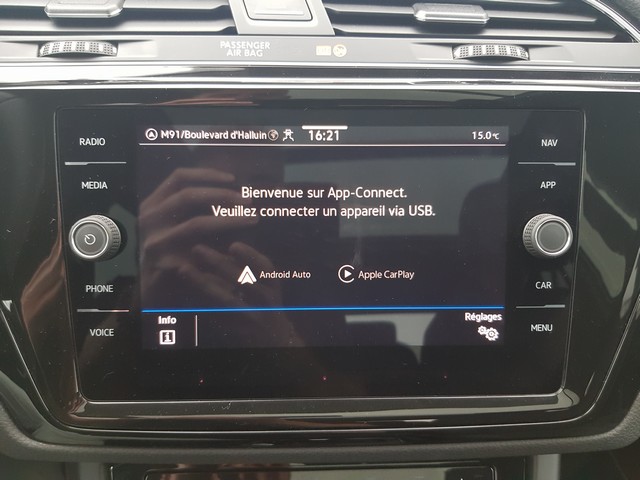 PASSENGER
AIR BAG
RADIO
MEDIA
PHONE
VOICE
M91/Boulevard d'Halluin
16:21
15.0°C
Bienvenue sur App-Connect.
Veuillez connecter un appareil via USB.
Android Auto
Apple CarPlay
Info
Réglages
NAV
APP
CAR
MENU